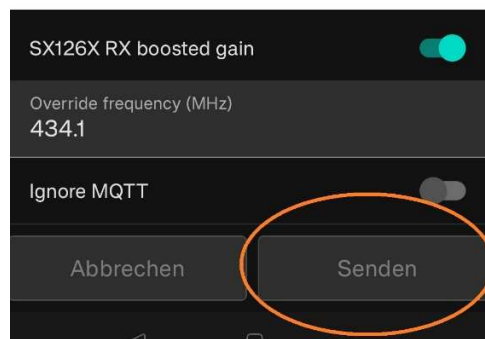 SX126X RX boosted gain
Override frequency (MHz)
434.1
Ignore MQTT
Abbrechen Senden